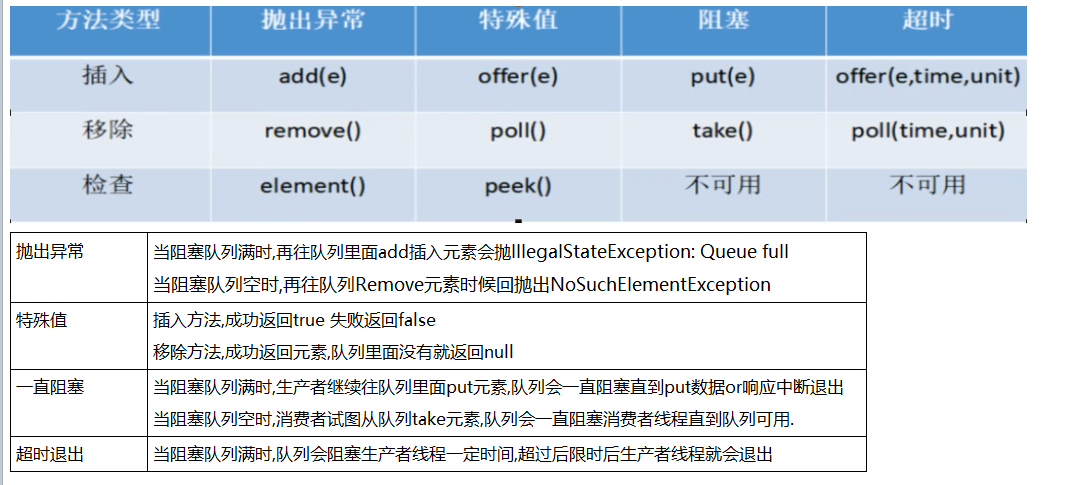 方法类型 抛出异常 特殊值 阻塞 超时
插入 add(e) offer(e) put(e) offer(e,time,unit)
移除 remove() poll() take() poll(time,unit)
检查 element() peek() 不可用 不可用
抛出异常 当阻塞队列满时,再往队列里面add插入元素会抛IllegalStateException: Queue full
当阻塞队列空时,再往队列Remove元素时候回抛出NoSuchElementException
特殊值 插入方法,成功返回true 失败返回false
移除方法,成功返回元素,队列里面没有就返回null
一直阻塞 当阻塞队列满时,生产者继续往队列里面put元素,队列会一直阻塞直到put数据or响应中断退出
当阻塞队列空时,消费者试图从队列take元素,队列会一直阻塞消费者线程直到队列可用.
超时退出 当阻塞队列满时,队列会阻塞生产者线程一定时间,超过后限时后生产者线程就会退出